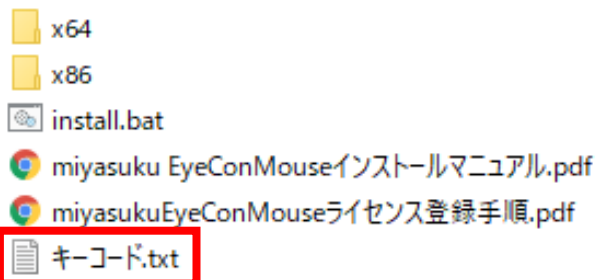 x64
x86
install.bat
miyasuku EyeConMouseインストールマニュアル.pdf
miyasukuEyeConMouseライセンス登録手順.pdf
キーコード.txt